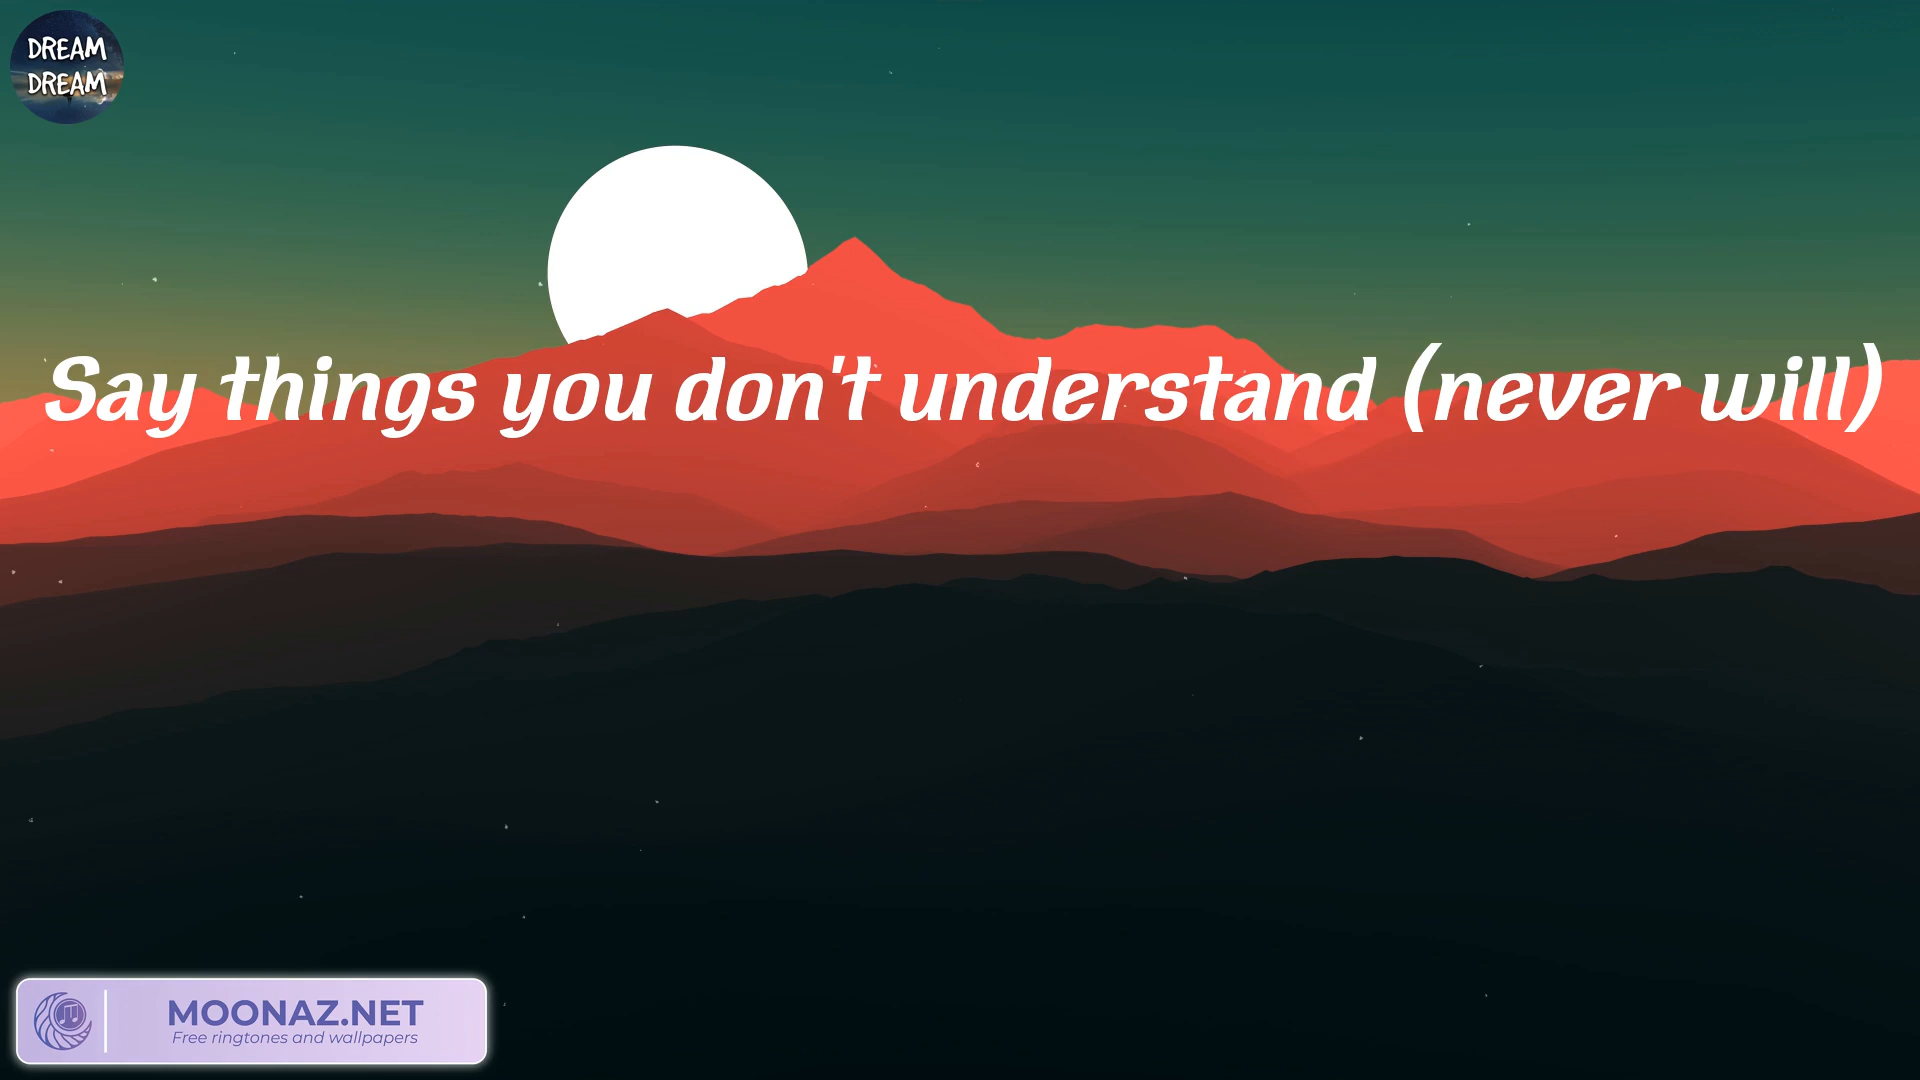 DREAM
DREAM
Say things you don't understand (never will)
MOONAZ.NET
Free ringtones and wallpapers